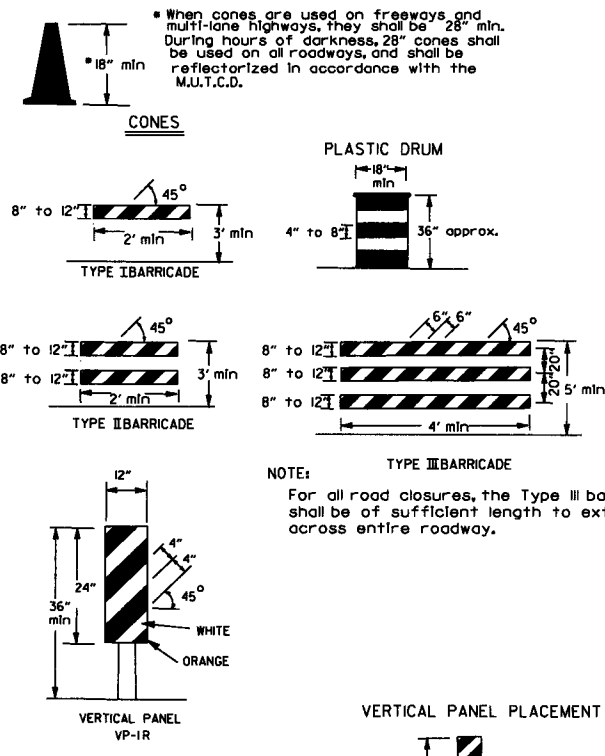 * When cones are used on freeways and
multi-lane highways, they shall be 28" min.
During hours of darkness, 28" cones shall
be used on all roadways, and shall be
reflectorized in accordance with the
M.U.T.C.D.
*18" min
CONES
PLASTIC DRUM
18"
min
4" to 8"
36" approx.
45°
8" to 12"
2' min
3' min
TYPE I BARRICADE
45°
8" to 12"
8" to 12"
2' min
3' min
TYPE II BARRICADE
6" 6"
45°
8" to 12"
8" to 12"
8" to 12"
20" 20"
5' min
4' min
TYPE III BARRICADE
NOTE:
For all road closures, the Type III ba
shall be of sufficient length to ext
across entire roadway.
12"
4"
4"
45°
24"
36"
min
WHITE
ORANGE
VERTICAL PANEL
VP-1R
VERTICAL PANEL PLACEMENT